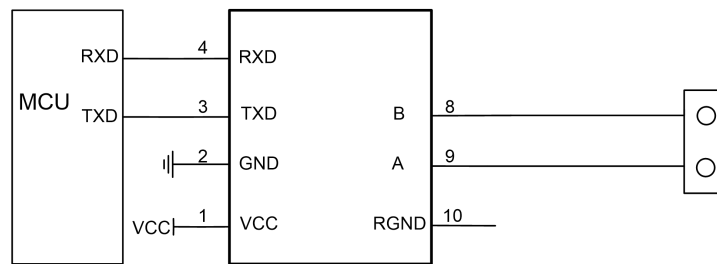 MCU
RXD 4 RXD
TXD 3 TXD B 8
2 GND A 9
VCC 1 VCC RGND 10